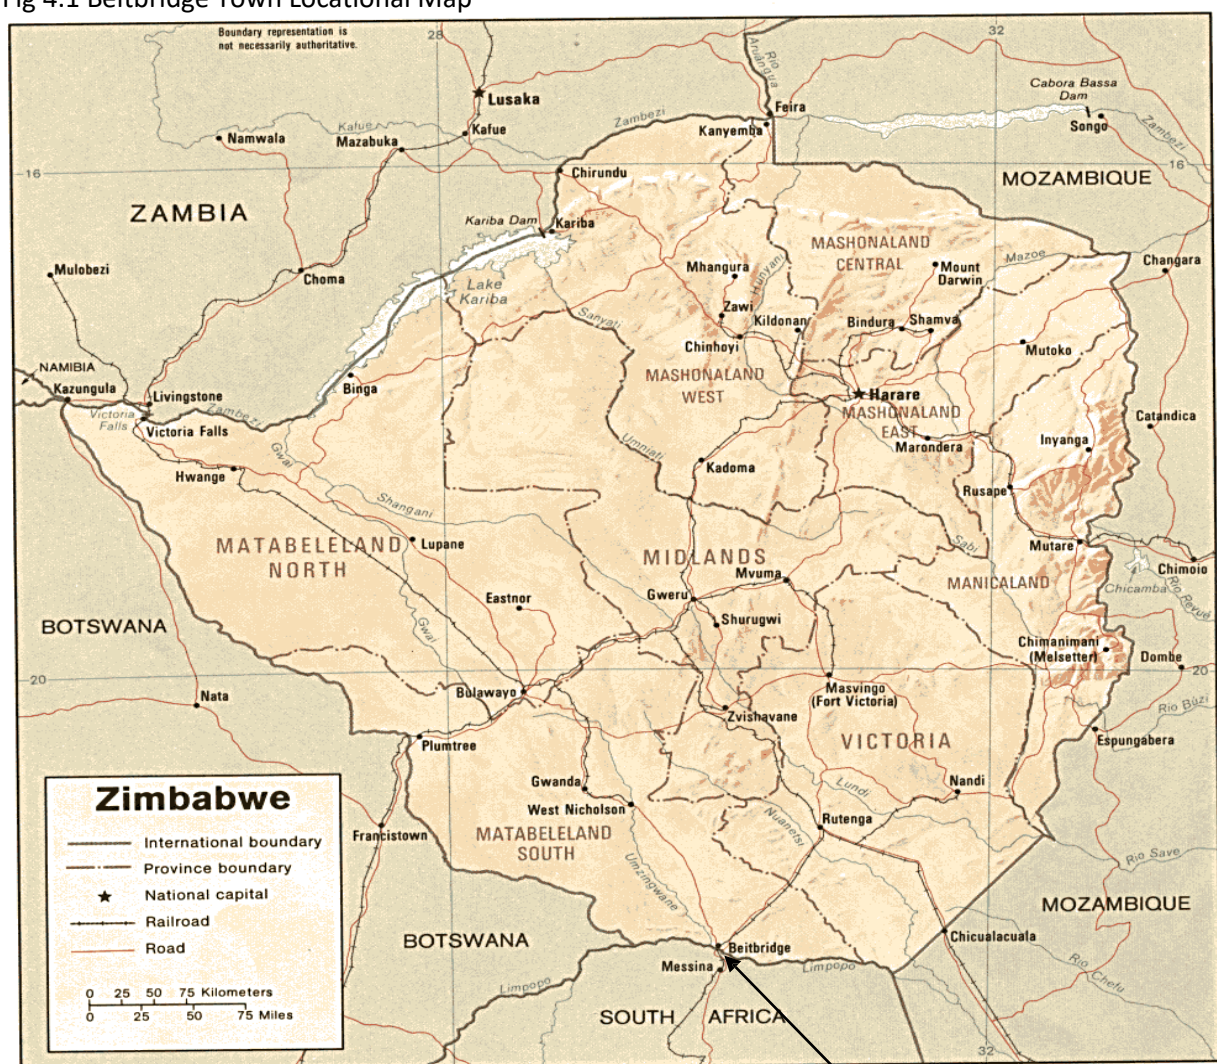 Fig 4.1 Beitbridge Town Locational Map
Boundary representation is
not necessarily authoritative.
28
32
Rio
Aruângua
Lusaka
Feira
Cabora Bassa
Dam
Songo
Zambezi
Zambezi
Kafue
Kafue
Namwala
Mazabuka
Kanyemba
16
16
Chirundu
MOZAMBIQUE
ZAMBIA
Kariba Dam
Kariba
MASHONALAND
CENTRAL
Mazoe
Changara
Mulobezi
Choma
Lake
Kariba
Mhangura
Hunyani
Mount
Darwin
Zawi
Kildonan
Bindura
Shamva
Sanyati
Chinhoyi
Mutoko
NAMIBIA
Kazungula
Binga
MASHONALAND
WEST
Livingstone
Harare
Victoria
Falls
Zambezi
MASHONALAND
EAST
Catandica
Victoria Falls
Marondera
Inyanga
Umniati
Gwai
Kadoma
Hwange
Rusape
Shangani
MATABELELAND
NORTH
Lupane
MIDLANDS
Sabi
Mutare
Chimoio
Mvuma
MANICALAND
Chicamba
Rio Revué
Eastnor
Gweru
Shurugwi
BOTSWANA
Gwai
Chimanimani
(Melsetter)
Dombe
20
20
Nata
Bulawayo
Masvingo
(Fort Victoria)
Zvishavane
Rio Búzi
Plumtree
VICTORIA
Espungabera
Zimbabwe
Gwanda
Lundi
Nandi
West Nicholson
Nuanetsi
Rutenga
Francistown
MATABELELAND
SOUTH
Umzingwane
Rio Save
International boundary
Province boundary
National capital
Railroad
Road
MOZAMBIQUE
BOTSWANA
Beitbridge
Chicualacuala
Messina
Limpopo
Limpopo
Rio Chefu
0 25 50 75 Kilometers
0 25 50 75 Miles
SOUTH AFRICA
32